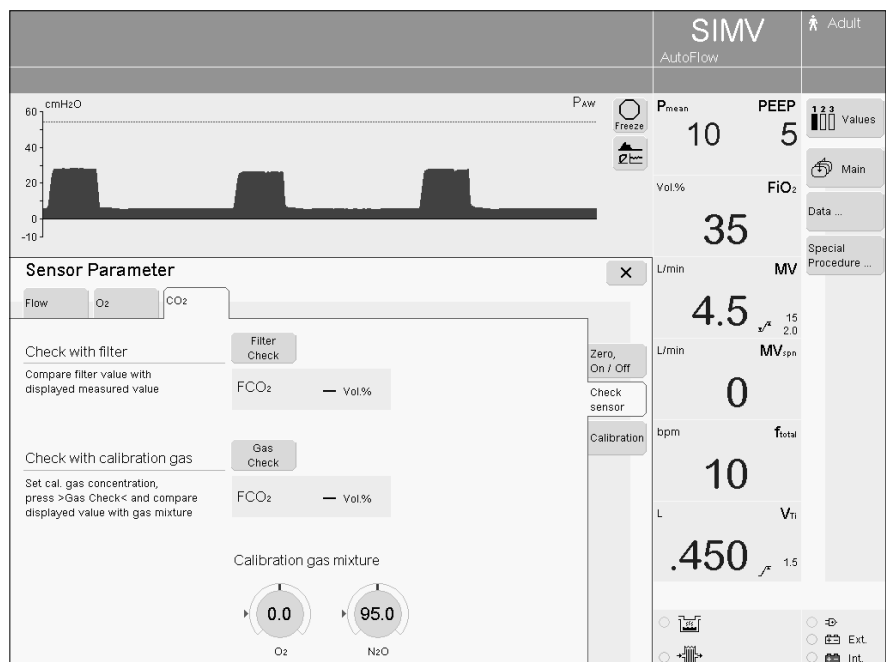 SIMV
AutoFlow
Adult
cmH2O
PAW
60
40
20
0
-10
Freeze
Pmean PEEP
10 5
1 2 3
Values
Main
Data ...
Special
Procedure ...
Vol.% FiO2
35
L/min MV
4.5 15
2.0
L/min MVspn
0
bpm ftotal
10
L VTi
.450 1.5
Ext.
Int.
Sensor Parameter
Flow
O2
CO2
Check with filter
Filter
Check
Compare filter value with
displayed measured value
FCO2 – Vol.%
Check with calibration gas
Gas
Check
Set cal. gas concentration,
press >Gas Check< and compare
displayed value with gas mixture
FCO2 – Vol.%
Calibration gas mixture
0.0
95.0
O2
N2O
Zero,
On / Off
Check
sensor
Calibration